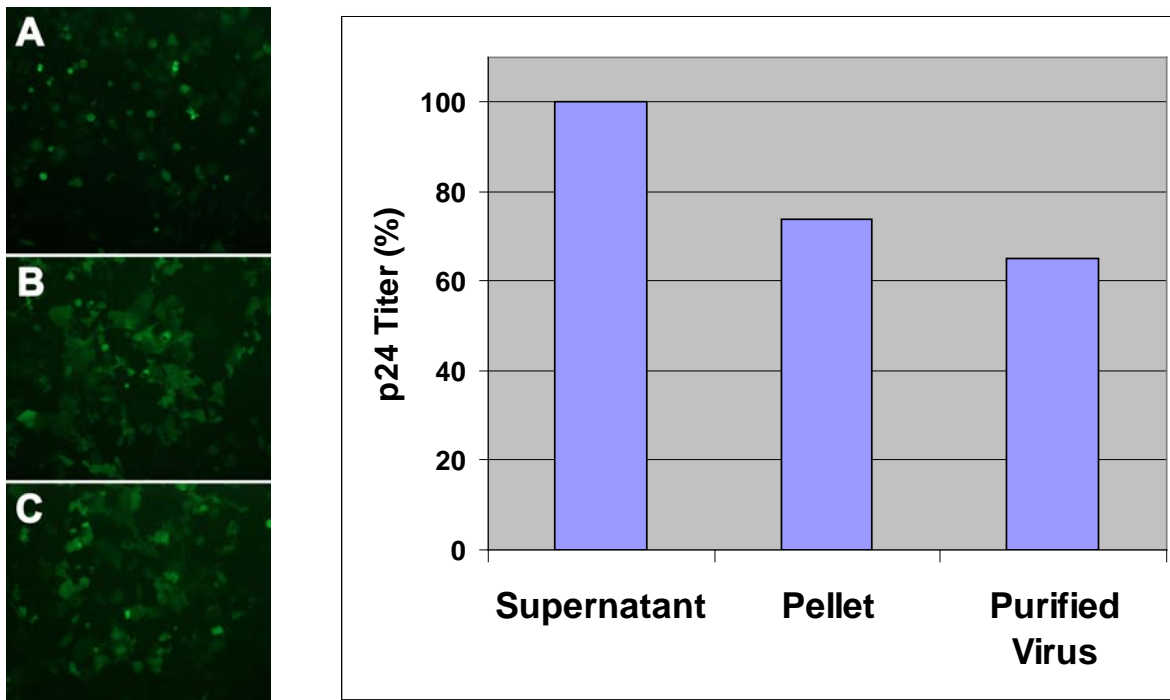 A
B
C
p24 Titer (%)
100
80
60
40
20
0
Supernatant
Pellet
Purified
Virus